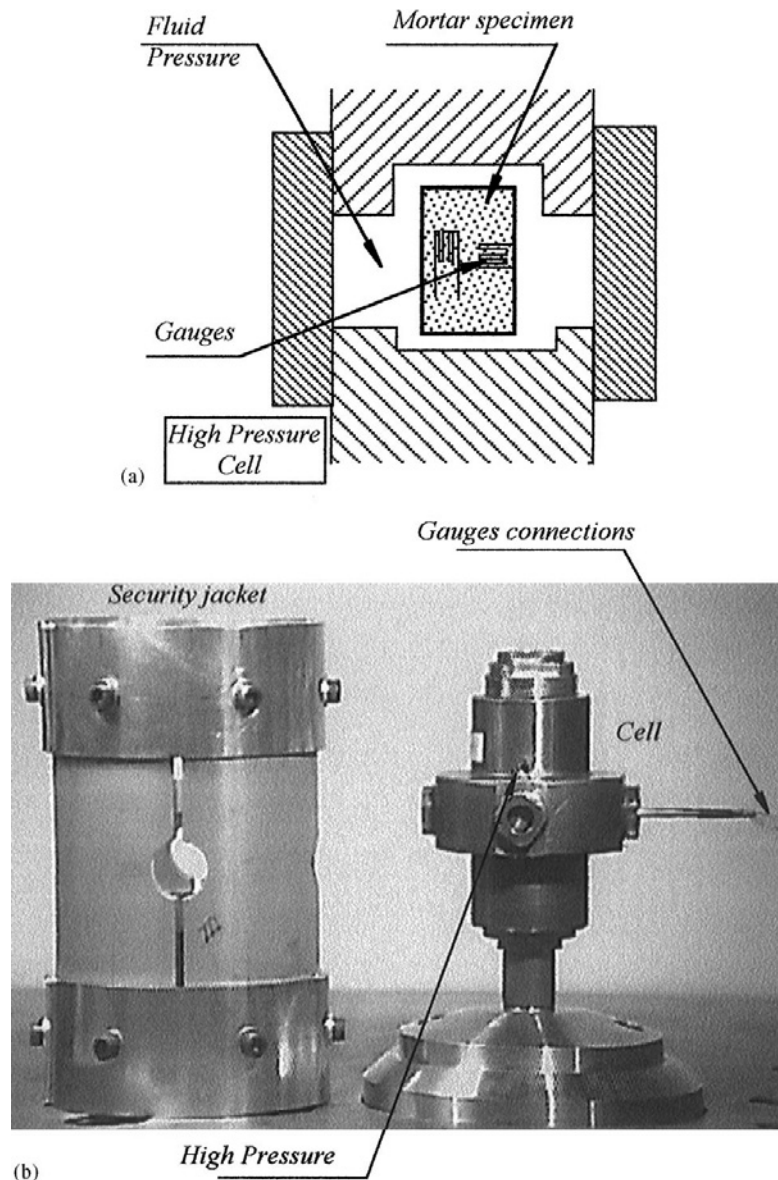 Fluid
Pressure
Mortar specimen
Gauges
High Pressure
Cell
(a)
Gauges connections
Security jacket
Cell
High Pressure
(b)